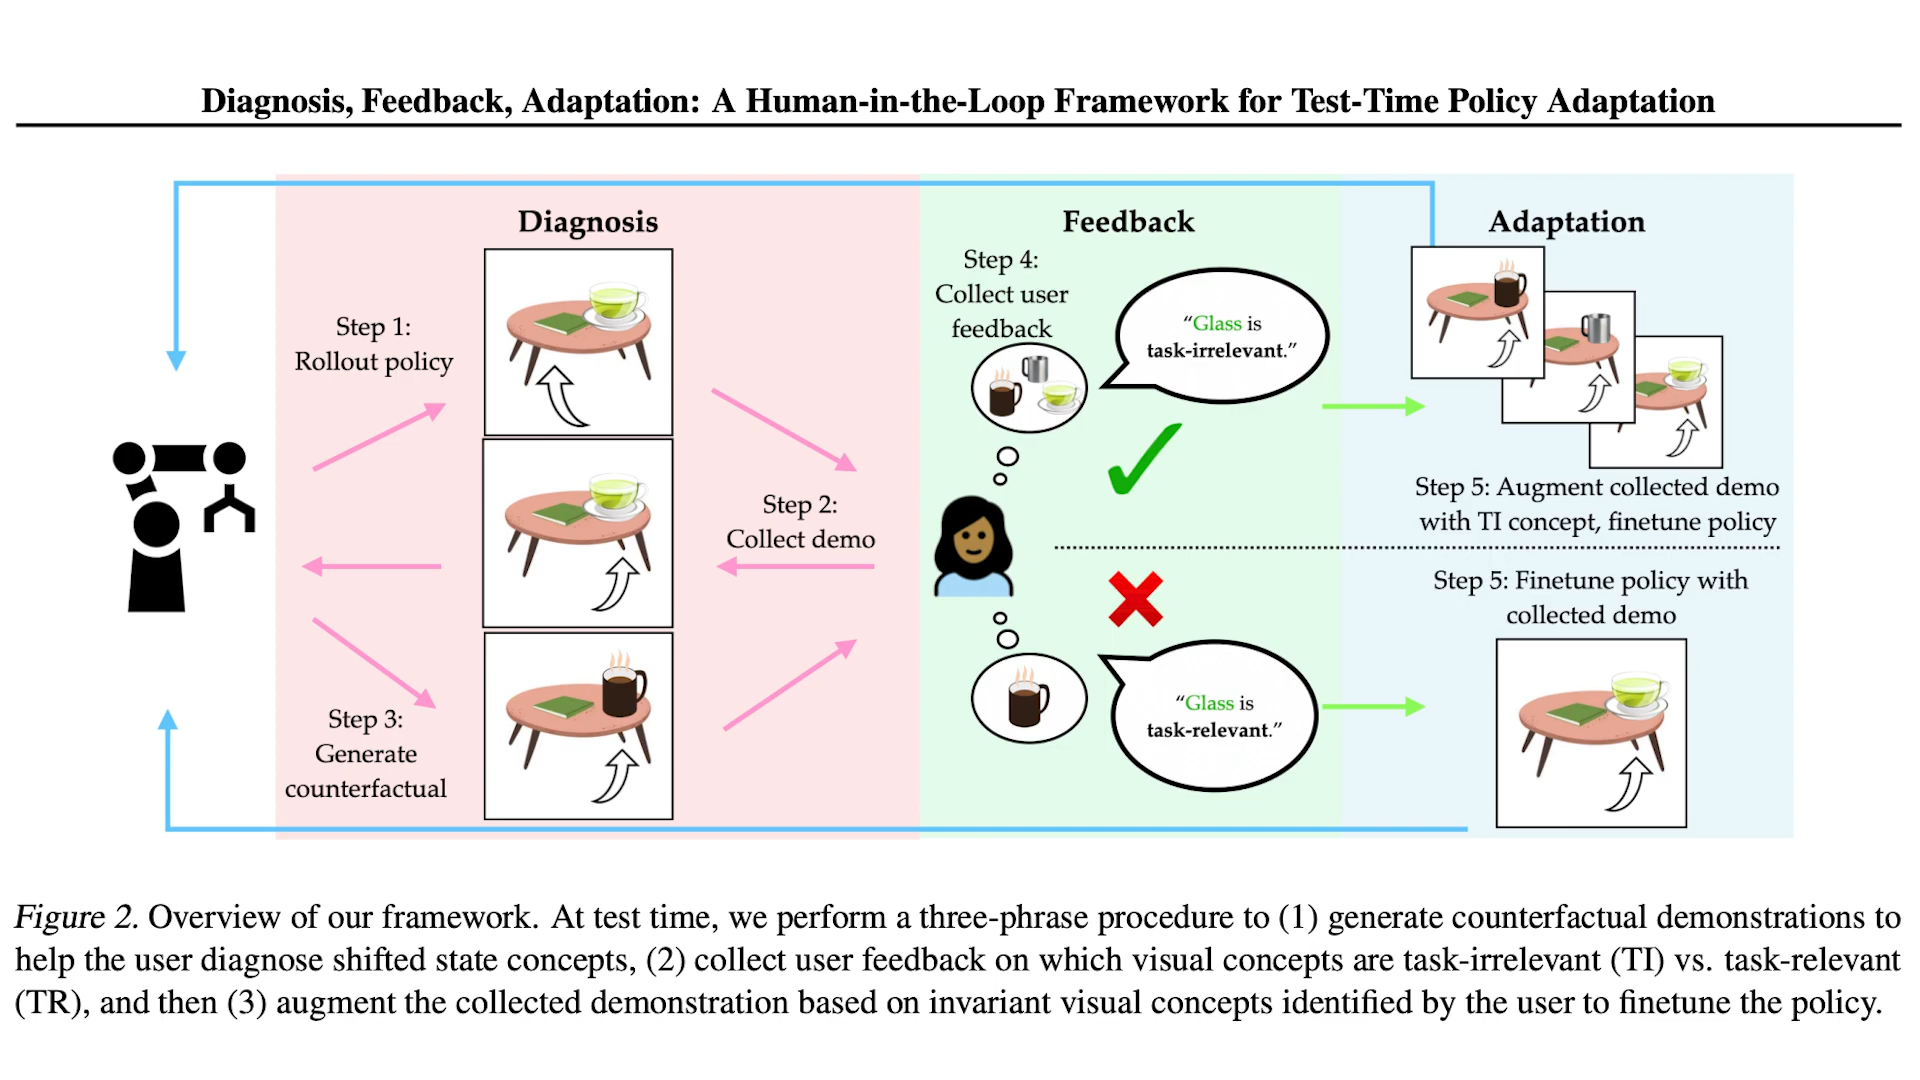 Diagnosis, Feedback, Adaptation: A Human-in-the-Loop Framework for Test-Time Policy Adaptation
Diagnosis
Step 1:
Rollout policy
Step 2:
Collect demo
Step 3:
Generate
counterfactual
Feedback
Step 4:
Collect user
feedback
“Glass is
task-irrelevant.”
“Glass is
task-relevant.”
Adaptation
Step 5: Augment collected demo
with TI concept, finetune policy
Step 5: Finetune policy with
collected demo
Figure 2. Overview of our framework. At test time, we perform a three-phrase procedure to (1) generate counterfactual demonstrations to
help the user diagnose shifted state concepts, (2) collect user feedback on which visual concepts are task-irrelevant (TI) vs. task-relevant
(TR), and then (3) augment the collected demonstration based on invariant visual concepts identified by the user to finetune the policy.